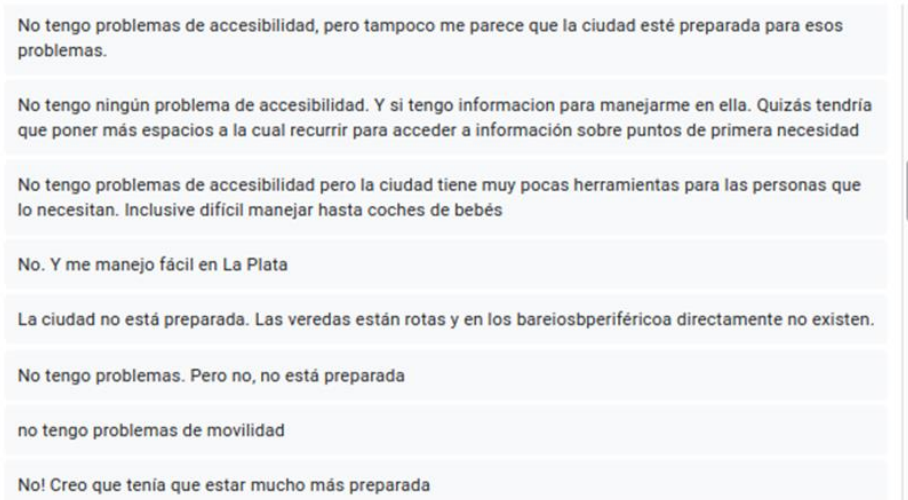 No tengo problemas de accesibilidad, pero tampoco me parece que la ciudad esté preparada para esos
problemas.
No tengo ningún problema de accesibilidad. Y si tengo informacion para manejarme en ella. Quizás tendría
que poner más espacios a la cual recurrir para acceder a información sobre puntos de primera necesidad
No tengo problemas de accesibilidad pero la ciudad tiene muy pocas herramientas para las personas que
lo necesitan. Inclusive difícil manejar hasta coches de bebés
No. Y me manejo fácil en La Plata
La ciudad no está preparada. Las veredas están rotas y en los bareiosbperiféricoa directamente no existen.
No tengo problemas. Pero no, no está preparada
no tengo problemas de movilidad
No! Creo que tenía que estar mucho más preparada